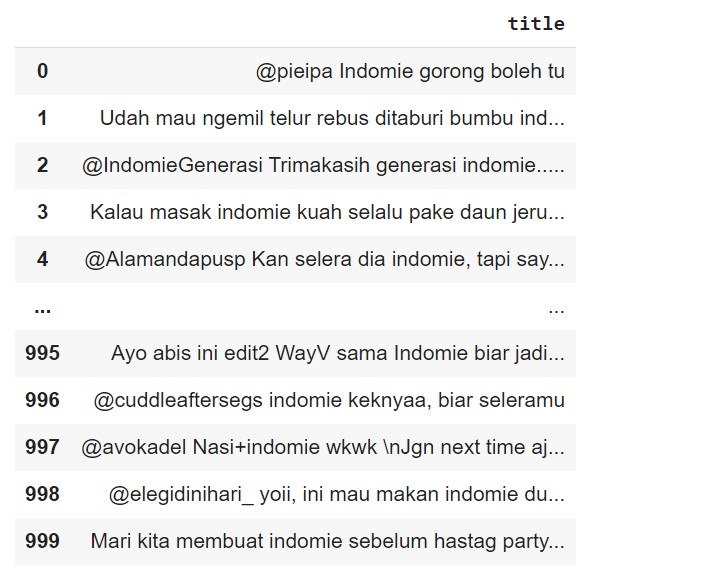 title
0 @pieipa Indomie gorong boleh tu
1 Udah mau ngemil telur rebus ditaburi bumbu ind...
2 @IndomieGenerasi Trimakasih generasi indomie.....
3 Kalau masak indomie kuah selalu pake daun jeru...
4 @Alamandapusp Kan selera dia indomie, tapi say...
... ...
995 Ayo abis ini edit2 WayV sama Indomie biar jadi...
996 @cuddleaftersegs indomie keknyaa, biar seleramu
997 @avokadel Nasi+indomie wkwk \nJgn next time aj...
998 @elegidinihari_ yoii, ini mau makan indomie du...
999 Mari kita membuat indomie sebelum hastag party...